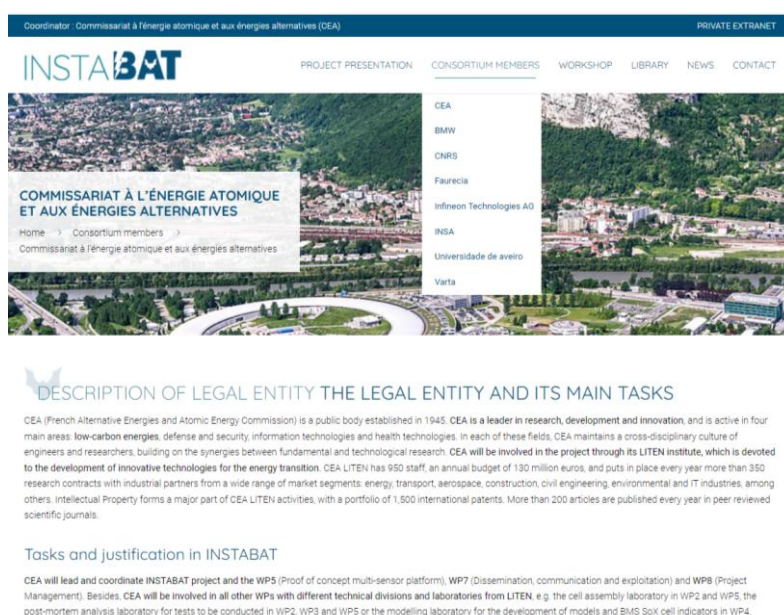 Coordinator : Commissariat à l'énergie atomique et aux énergies alternatives (CEA)
PRIVATE EXTRANET
INSTABAT
PROJECT PRESENTATION
CONSORTIUM MEMBERS
WORKSHOP
LIBRARY
NEWS
CONTACT
CEA
BMW
CNRS
Faurecia
Infineon Technologies AG
INSA
Universidade de aveiro
Varta
COMMISSARIAT À L'ÉNERGIE ATOMIQUE
ET AUX ÉNERGIES ALTERNATIVES
Home > Consortium members >
Commissariat à l'énergie atomique et aux énergies alternatives
DESCRIPTION OF LEGAL ENTITY THE LEGAL ENTITY AND ITS MAIN TASKS
CEA (French Alternative Energies and Atomic Energy Commission) is a public body established in 1945. CEA is a leader in research, development and innovation, and is active in four
main areas: low-carbon energies, defense and security, information technologies and health technologies. In each of these fields, CEA maintains a cross-disciplinary culture of
engineers and researchers, building on the synergies between fundamental and technological research. CEA will be involved in the project through its LITEN institute, which is devoted
to the development of innovative technologies for the energy transition. CEA LITEN has 950 staff, an annual budget of 130 million euros, and puts in place every year more than 350
research contracts with industrial partners from a wide range of market segments: energy, transport, aerospace, construction, civil engineering, environmental and IT industries, among
others. Intellectual Property forms a major part of CEA LITEN activities, with a portfolio of 1,500 international patents. More than 200 articles are published every year in peer reviewed
scientific journals.
Tasks and justification in INSTABAT
CEA will lead and coordinate INSTABAT project and the WP5 (Proof of concept multi-sensor platform), WP7 (Dissemination, communication and exploitation) and WP8 (Project
Management). Besides, CEA will be involved in all other WPs with different technical divisions and laboratories from LITEN, e.g. the cell assembly laboratory in WP2 and WP5, the
post-mortem analysis laboratory for tests to be conducted in WP2, WP3 and WP5 or the modelling laboratory for the development of models and BMS SoX cell indicators in WP4.